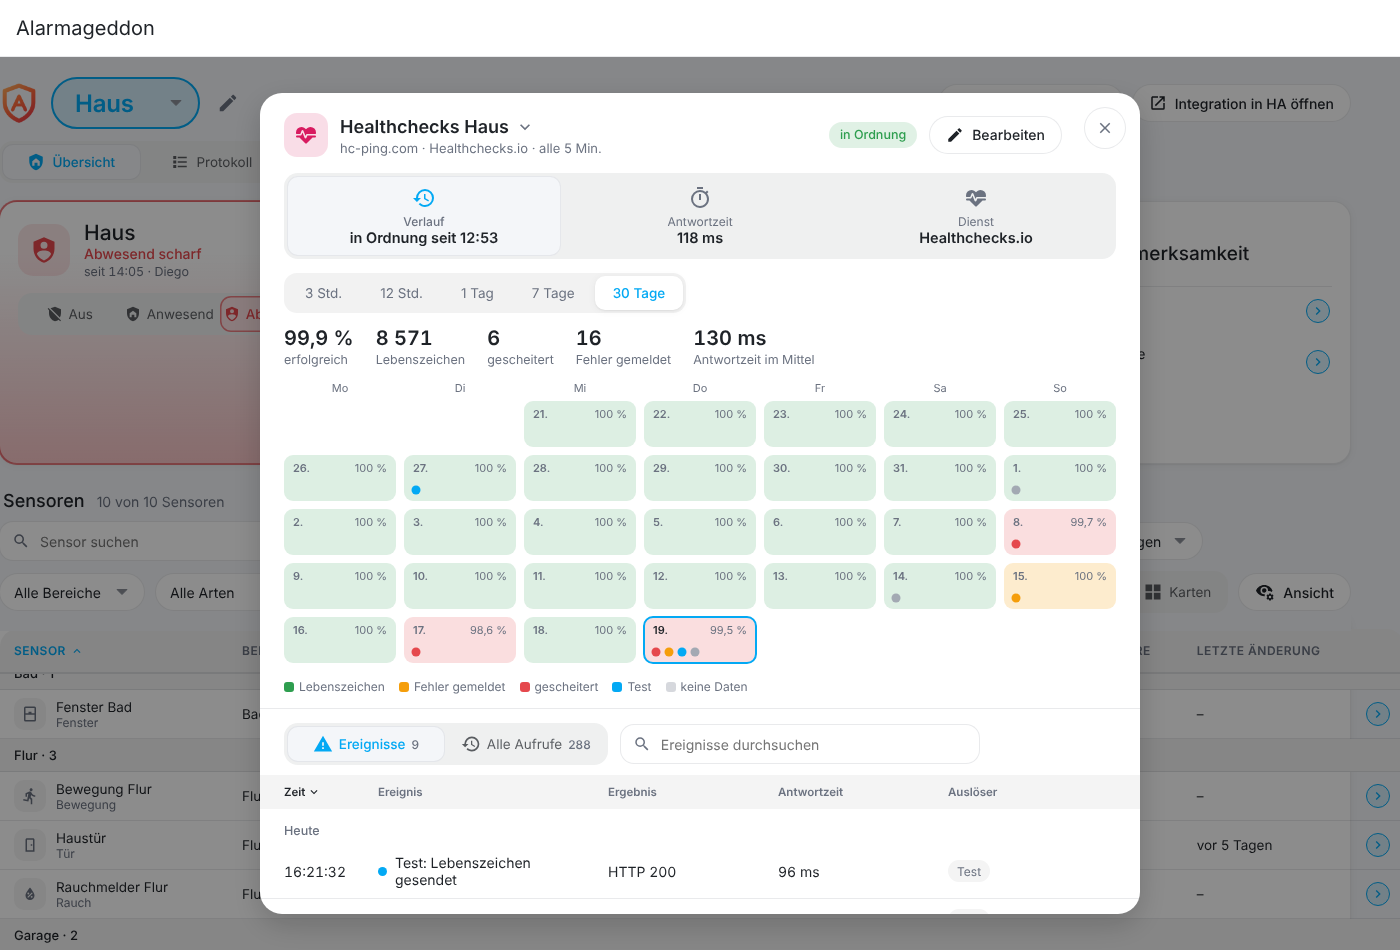 Alarmageddon
Haus
Integration in HA öffnen
Übersicht
Protokoll
Haus
Abwesend scharf
seit 14:05 · Diego
Aus
Anwesend
Sensoren 10 von 10 Sensoren
Sensor suchen
Alle Bereiche
Alle Arten
Karten
Ansicht
SENSOR
LETZTE ÄNDERUNG
Fenster Bad
Fenster
–
Flur · 3
Bewegung Flur
Bewegung
–
Haustür
Tür
vor 5 Tagen
Rauchmelder Flur
Rauch
–
Garage · 2
Healthchecks Haus
hc-ping.com · Healthchecks.io · alle 5 Min.
in Ordnung
Bearbeiten
Verlauf
in Ordnung seit 12:53
Antwortzeit
118 ms
Dienst
Healthchecks.io
3 Std. 12 Std. 1 Tag 7 Tage 30 Tage
99,9 % 8 571 6 16 130 ms
erfolgreich Lebenszeichen gescheitert Fehler gemeldet Antwortzeit im Mittel
Mo Di Mi Do Fr Sa So
21. 100 % 22. 100 % 23. 100 % 24. 100 % 25. 100 %
26. 100 % 27. 100 % 28. 100 % 29. 100 % 30. 100 % 31. 100 % 1. 100 %
2. 100 % 3. 100 % 4. 100 % 5. 100 % 6. 100 % 7. 100 % 8. 99,7 %
9. 100 % 10. 100 % 11. 100 % 12. 100 % 13. 100 % 14. 100 % 15. 100 %
16. 100 % 17. 98,6 % 18. 100 % 19. 99,5 %
Lebenszeichen Fehler gemeldet gescheitert Test keine Daten
Ereignisse 9 Alle Aufrufe 288 Ereignisse durchsuchen
Zeit Ereignis Ergebnis Antwortzeit Auslöser
Heute
16:21:32 Test: Lebenszeichen gesendet HTTP 200 96 ms Test